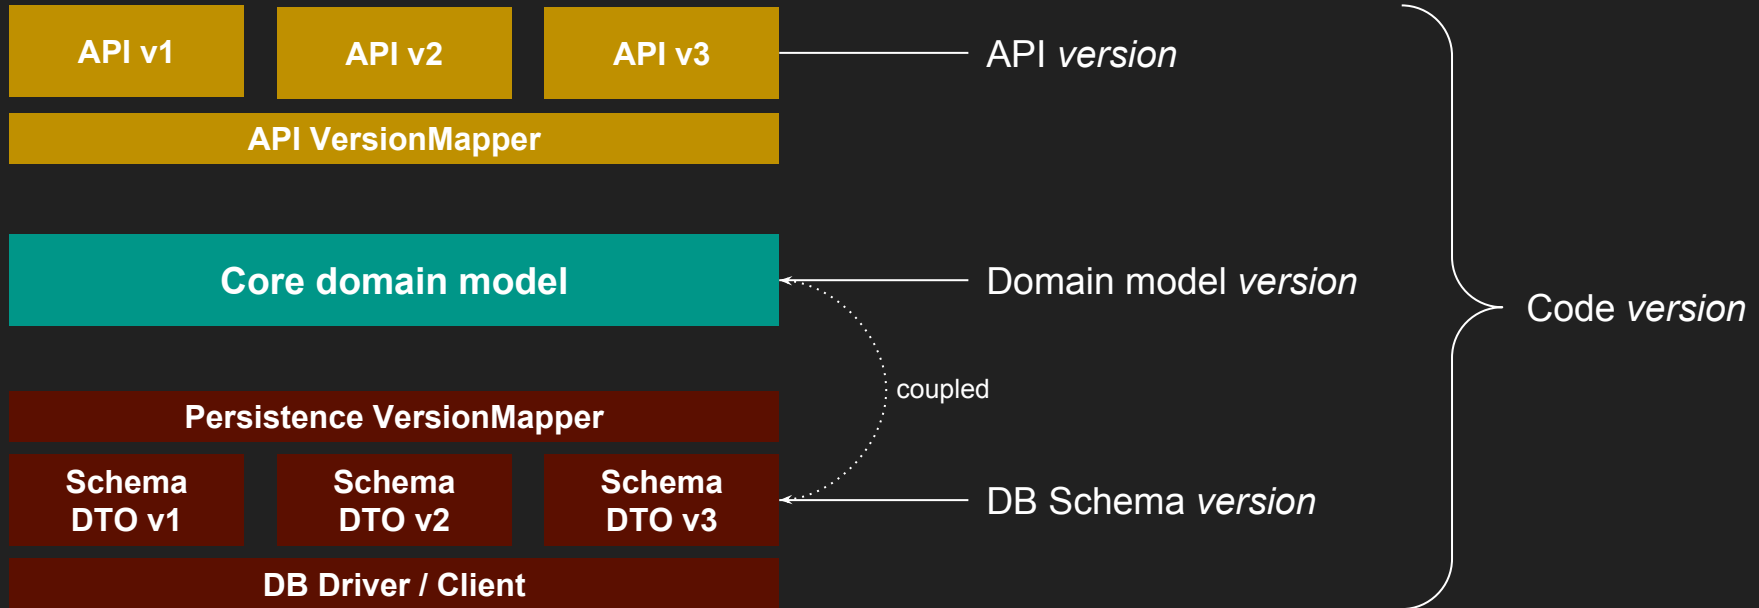 API v1
API v2
API v3
API version
API VersionMapper
Core domain model
Domain model version
Code version
coupled
Persistence VersionMapper
Schema
DTO v1
Schema
DTO v2
Schema
DTO v3
DB Schema version
DB Driver / Client